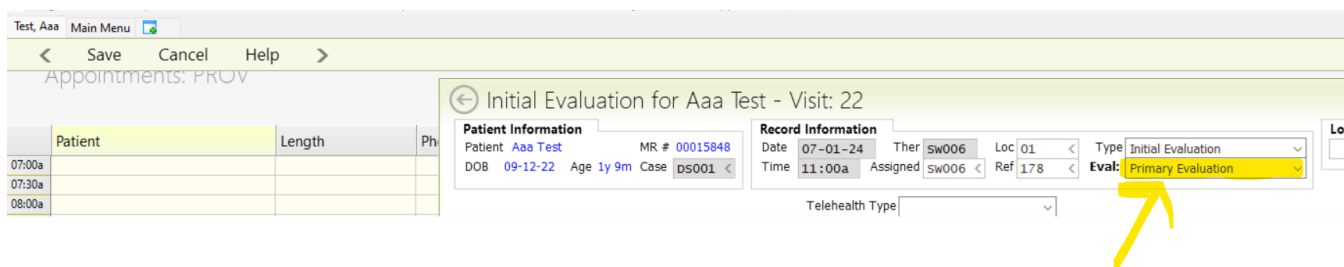 Test, Aaa Main Menu
Save Cancel Help
Appointments: PROV
Initial Evaluation for Aaa Test - Visit: 22
Patient Information Record Information Lo
Patient Aaa Test MR # 00015848 Date 07-01-24 Ther SW006 Loc 01 < Type Initial Evaluation
DOB 09-12-22 Age 1y 9m Case DS001 < Time 11:00a Assigned SW006 < Ref 178 < Eval: Primary Evaluation
Patient Length Ph
Telehealth Type
07:00a
07:30a
08:00a